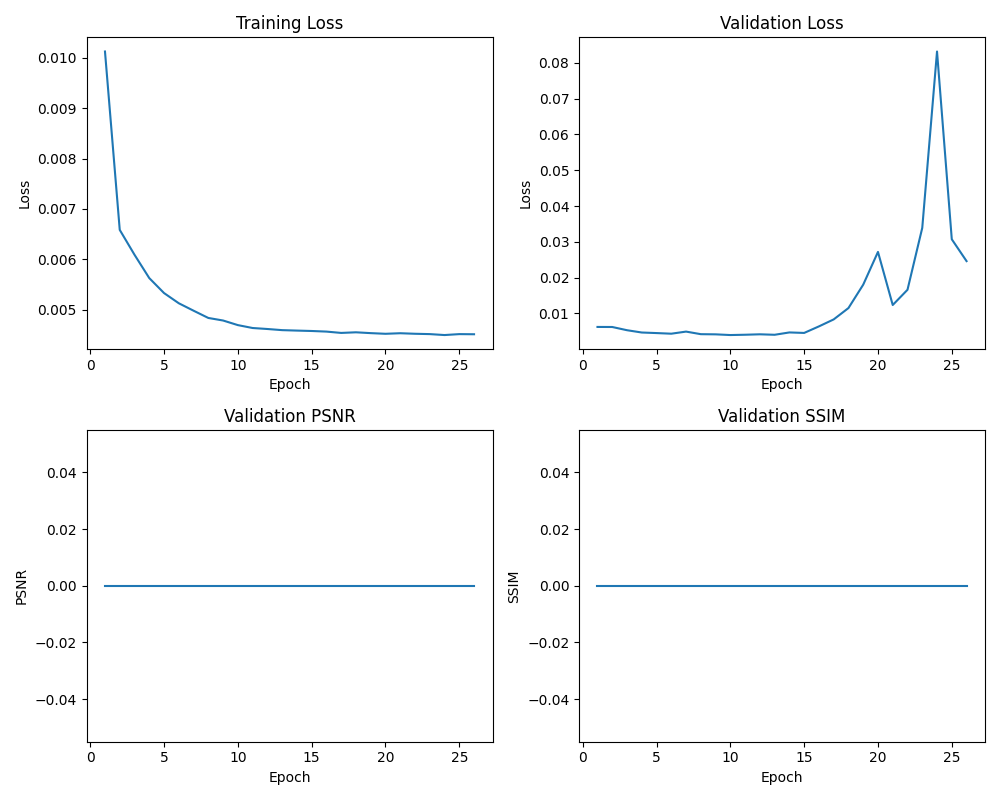 Training Loss
Validation Loss
0.010
0.009
0.008
0.007
0.006
0.005
Loss
0 5 10 15 20 25
Epoch
0.08
0.07
0.06
0.05
0.04
0.03
0.02
0.01
Loss
0 5 10 15 20 25
Epoch
Validation PSNR
Validation SSIM
0.04
0.02
0.00
−0.02
−0.04
PSNR
0 5 10 15 20 25
Epoch
0.04
0.02
0.00
−0.02
−0.04
SSIM
0 5 10 15 20 25
Epoch